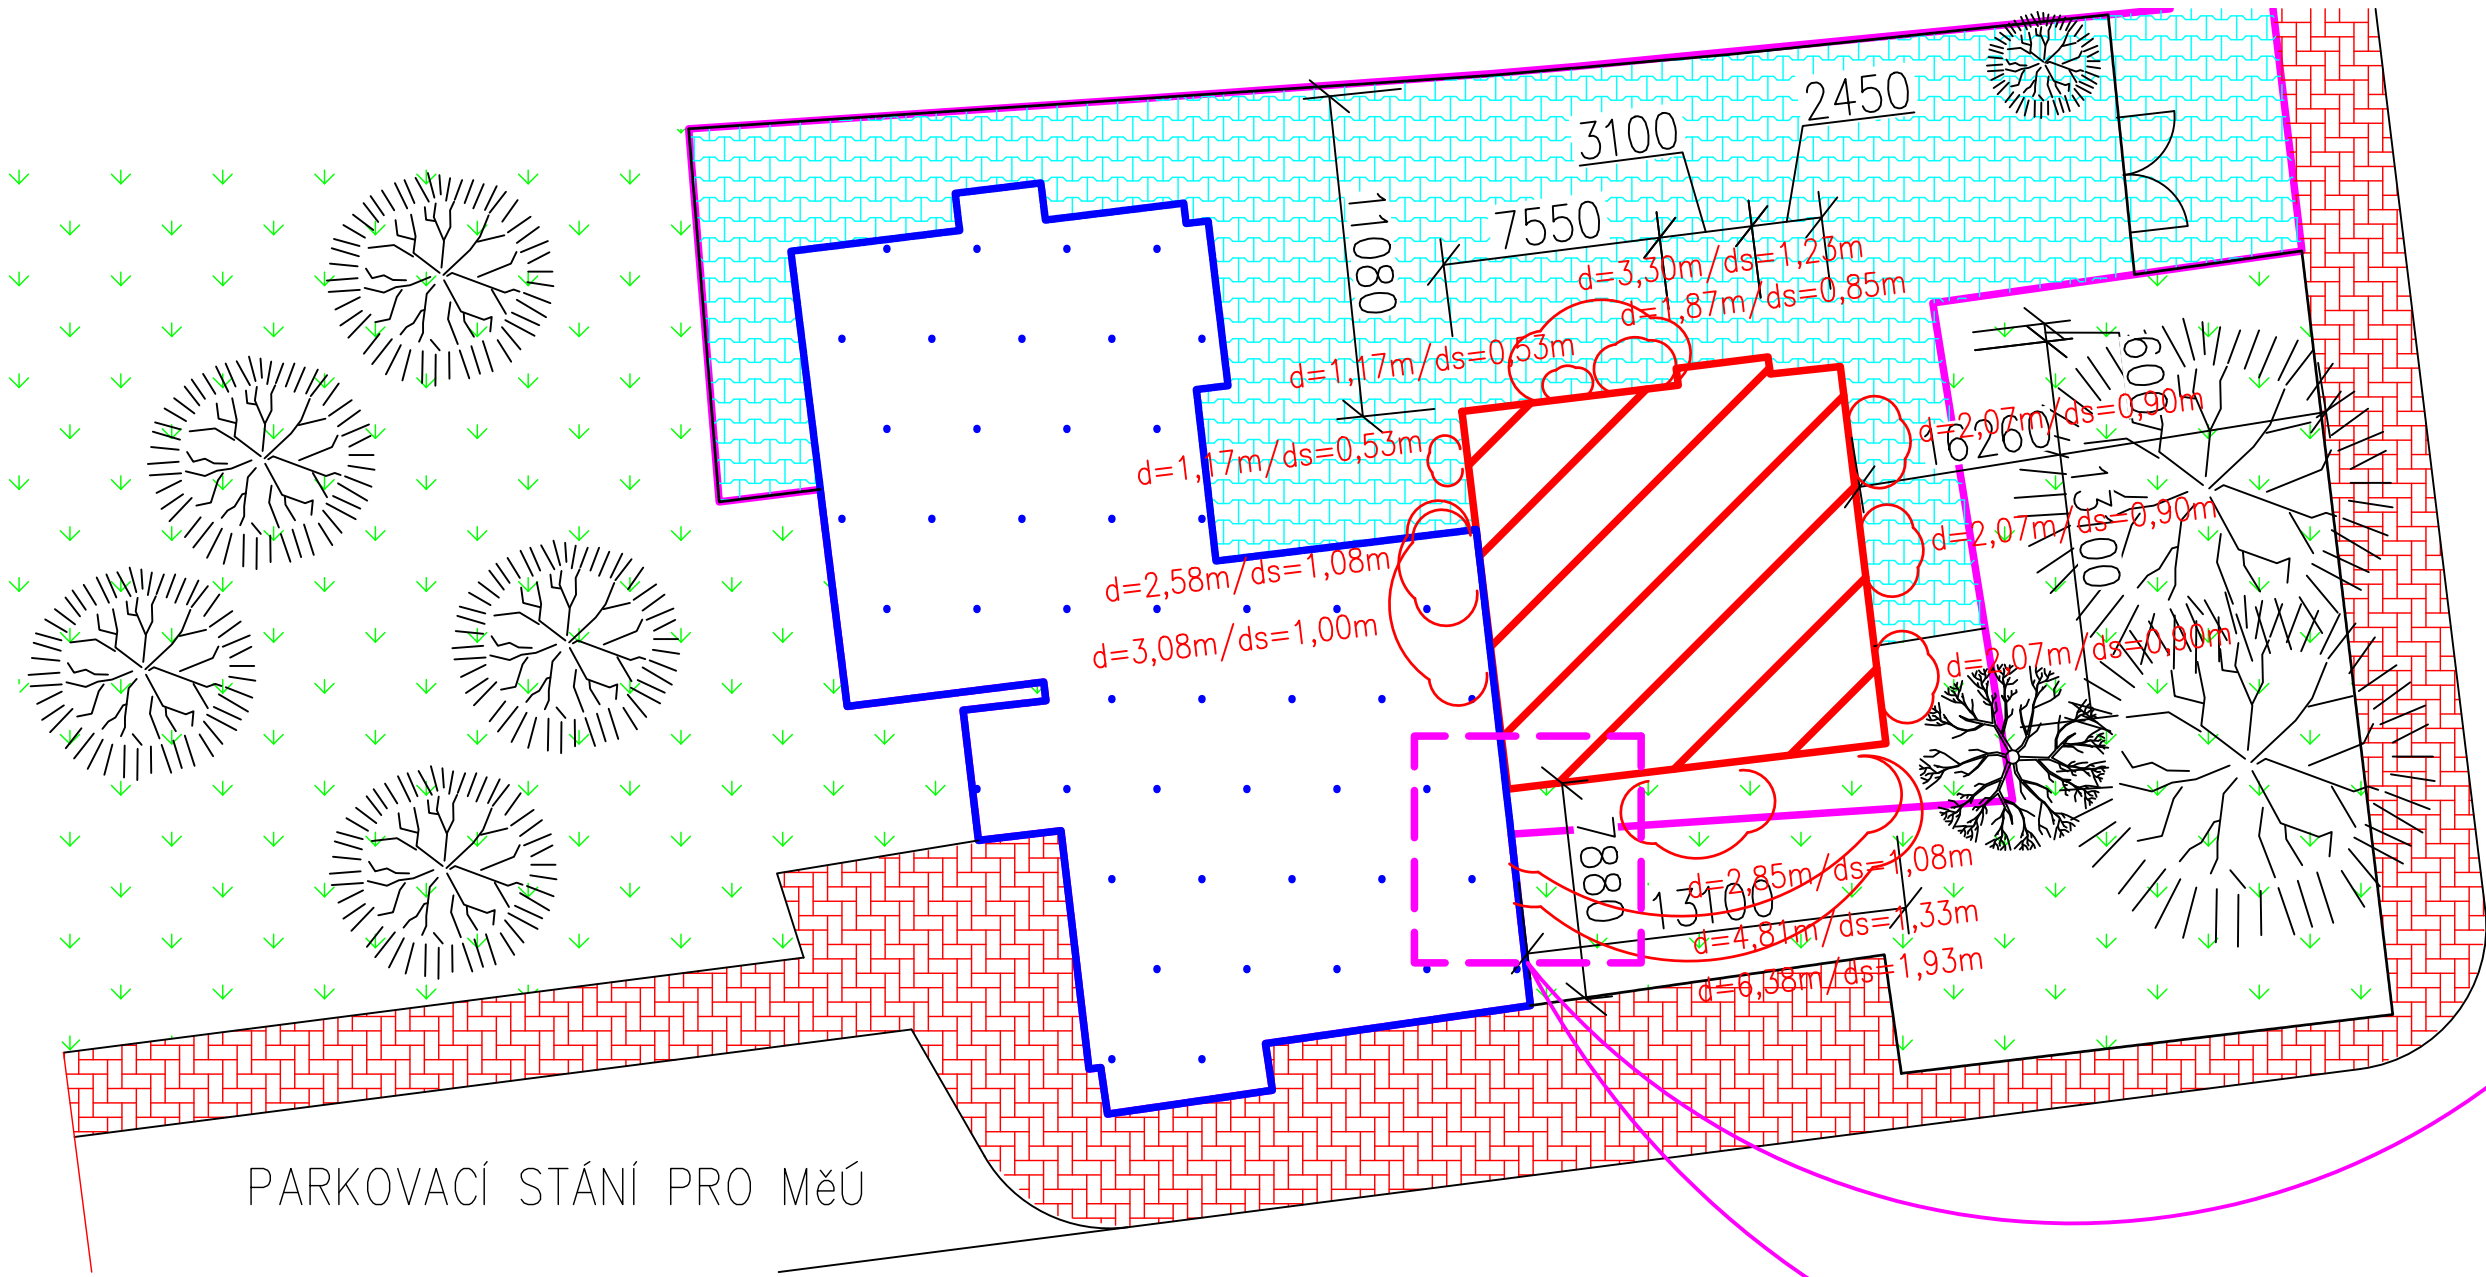 2450
3100
7550
11080
d=3,30m/ds=1,23m
d=1,87m/ds=0,85m
d=1,17m/ds=0,53m
6000
d=2,07m/ds=0,90m
16260
d=1,17m/ds=0,53m
13100
d=2,07m/ds=0,90m
d=2,58m/ds=1,08m
d=3,08m/ds=1,00m
d=2,07m/ds=0,90m
7880
d=2,85m/ds=1,08m
13100
d=4,81m/ds=1,33m
d=6,38m/ds=1,93m
PARKOVACÍ STÁNÍ PRO MěÚ